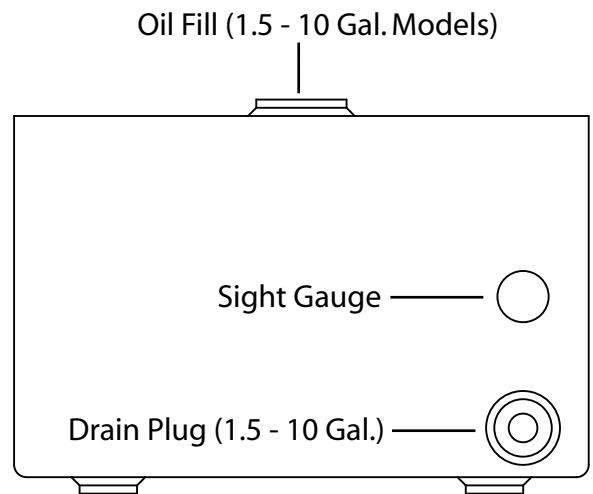 Oil Fill (1.5 - 10 Gal. Models)
Sight Gauge
Drain Plug (1.5 - 10 Gal.)